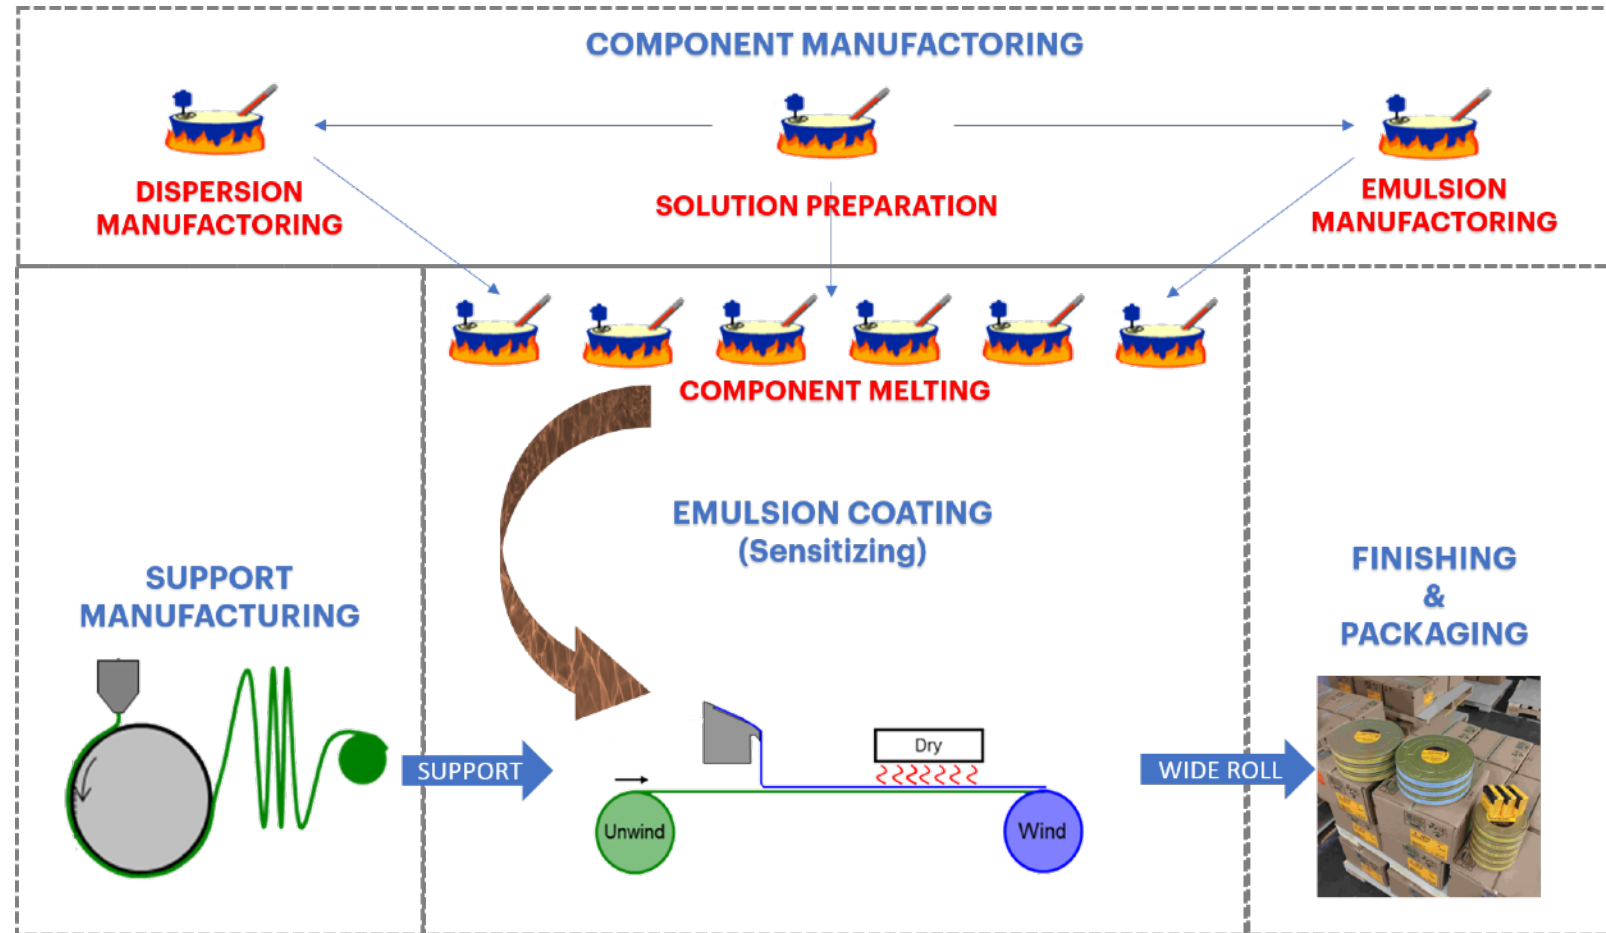 COMPONENT MANUFACTORING
DISPERSION
MANUFACTORING
SOLUTION PREPARATION
EMULSION
MANUFACTORING
COMPONENT MELTING
EMULSION COATING
(Sensitizing)
SUPPORT
MANUFACTURING
FINISHING
&
PACKAGING
SUPPORT
Dry
WIDE ROLL
Unwind
Wind